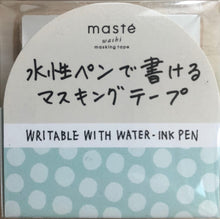 masté
washi
masking tape
水性ペンで書ける
マスキングテープ
WRITABLE WITH WATER-INK PEN